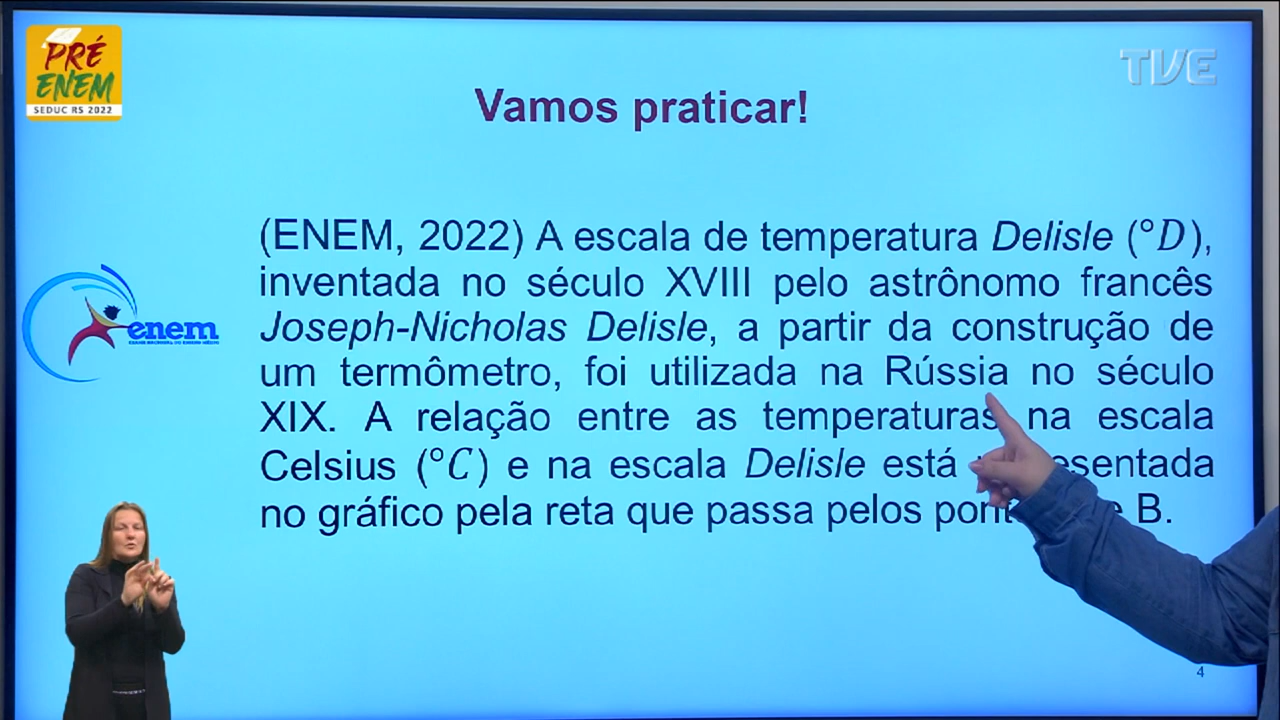 PRÉ
ENEM
SEDUC RS 2022
TVE
Vamos praticar!
(ENEM, 2022) A escala de temperatura Delisle (°D),
inventada no século XVIII pelo astrônomo francês
Joseph-Nicholas Delisle, a partir da construção de
um termômetro, foi utilizada na Rússia no século
XIX. A relação entre as temperaturas na escala
Celsius (°C) e na escala Delisle está
no gráfico pela reta que passa pelos B.
enem
4